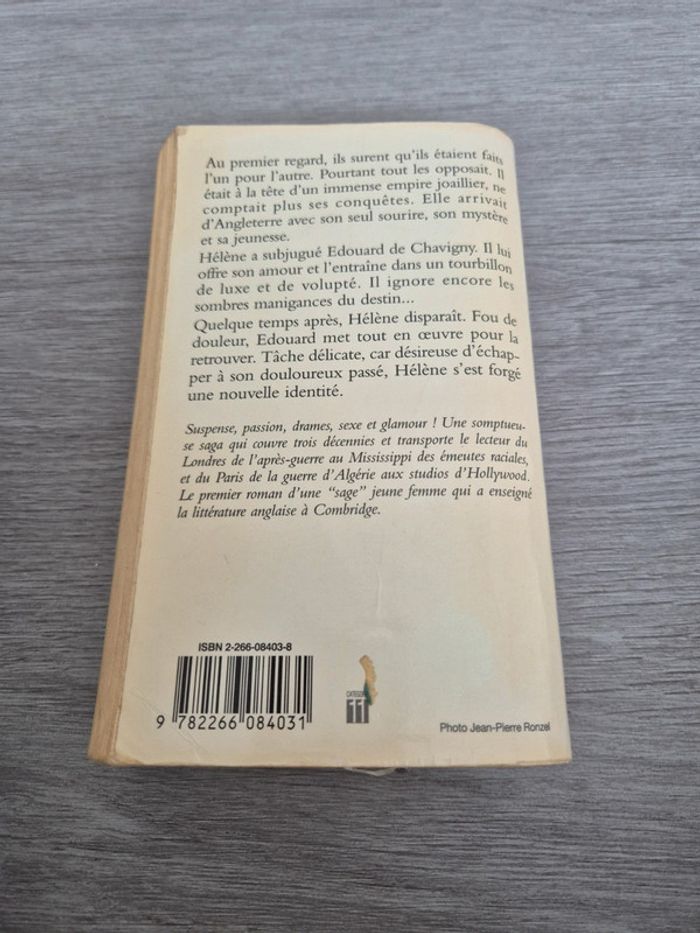 Au premier regard, ils surent qu'ils étaient faits
l'un pour l'autre. Pourtant tout les opposait. Il
était à la tête d'un immense empire joaillier, ne
comptait plus ses conquêtes. Elle arrivait
d'Angleterre avec son seul sourire, son mystère
et sa jeunesse.
Hélène a subjugué Edouard de Chavigny. Il lui
offre son amour et l'entraîne dans un tourbillon
de luxe et de volupté. Il ignore encore les
sombres manigances du destin...
Quelque temps après, Hélène disparaît. Fou de
douleur, Edouard met tout en œuvre pour la
retrouver. Tâche délicate, car désireuse d'échap-
per à son douloureux passé, Hélène s'est forgé
une nouvelle identité.
Suspense, passion, drames, sexe et glamour ! Une somptueu-
se saga qui couvre trois décennies et transporte le lecteur du
Londres de l'après-guerre au Mississippi des émeutes raciales,
et du Paris de la guerre d'Algérie aux studios d'Hollywood.
Le premier roman d'une "sage" jeune femme qui a enseigné
la littérature anglaise à Combridge.
ISBN 2-266-08403-8
9 782266 084031
CATEGORIE
11
Photo Jean-Pierre Ronzel